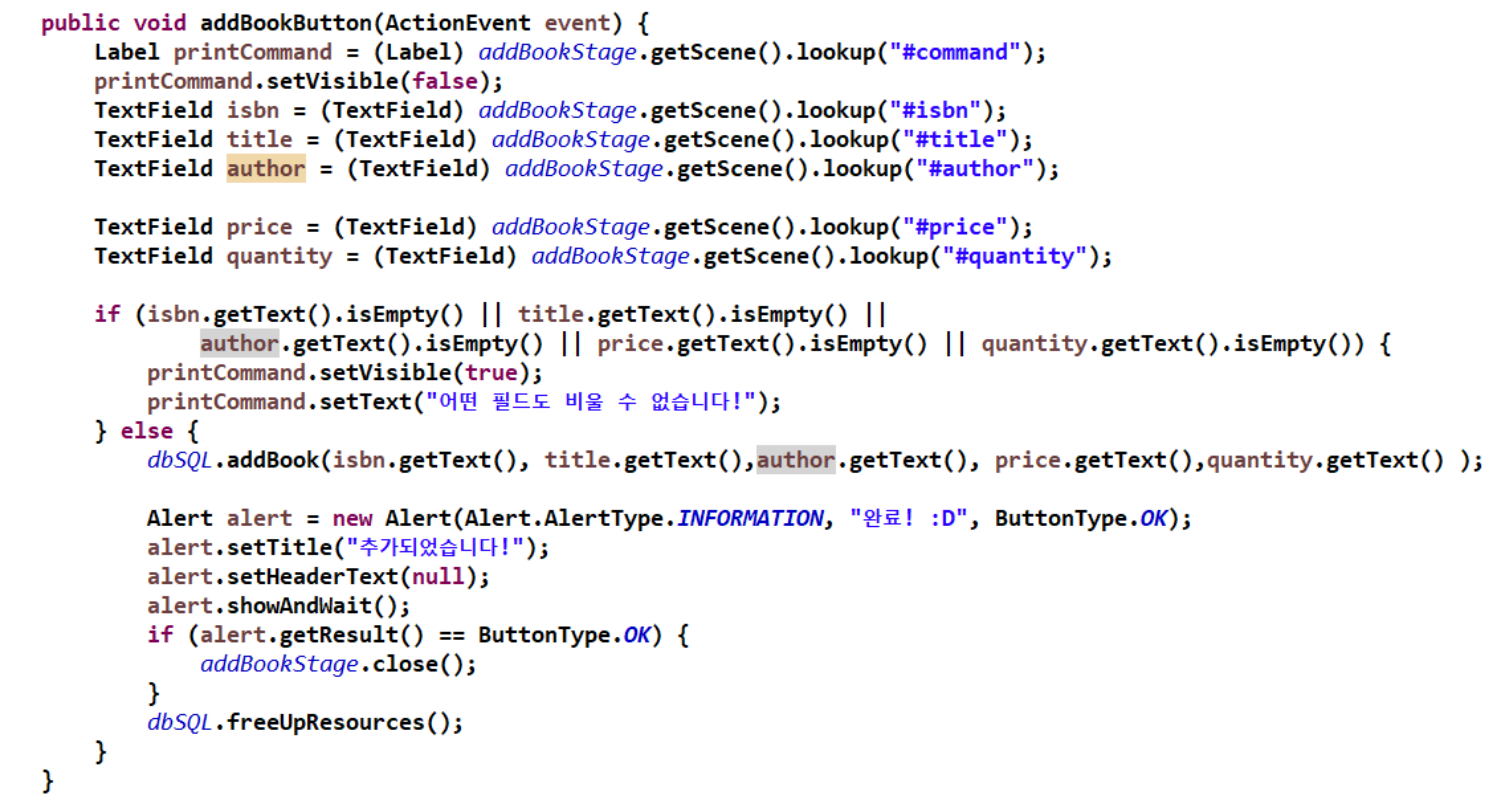 public void addBookButton(ActionEvent event) {
    Label printCommand = (Label) addBookStage.getScene().lookup("#command");
    printCommand.setVisible(false);
    TextField isbn = (TextField) addBookStage.getScene().lookup("#isbn");
    TextField title = (TextField) addBookStage.getScene().lookup("#title");
    TextField author = (TextField) addBookStage.getScene().lookup("#author");

    TextField price = (TextField) addBookStage.getScene().lookup("#price");
    TextField quantity = (TextField) addBookStage.getScene().lookup("#quantity");

    if (isbn.getText().isEmpty() || title.getText().isEmpty() ||
            author.getText().isEmpty() || price.getText().isEmpty() || quantity.getText().isEmpty()) {
        printCommand.setVisible(true);
        printCommand.setText("어떤 필드도 비울 수 없습니다!");
    } else {
        dbSQL.addBook(isbn.getText(), title.getText(),author.getText(), price.getText(),quantity.getText() );

        Alert alert = new Alert(Alert.AlertType.INFORMATION, "완료! :D", ButtonType.OK);
        alert.setTitle("추가되었습니다!");
        alert.setHeaderText(null);
        alert.showAndWait();
        if (alert.getResult() == ButtonType.OK) {
            addBookStage.close();
        }
        dbSQL.freeUpResources();
    }
}